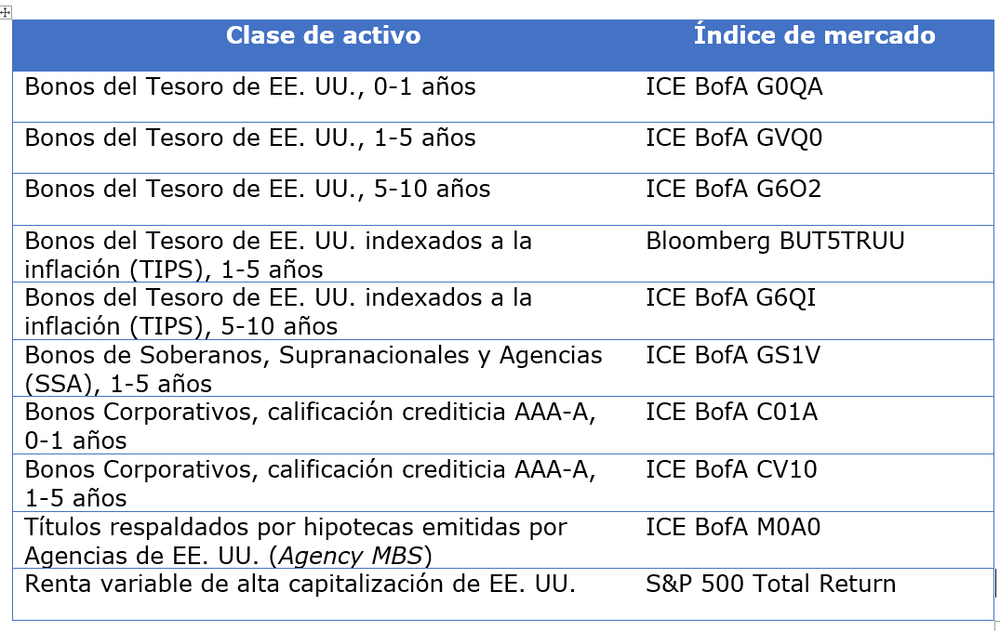 Clase de activo Índice de mercado
Bonos del Tesoro de EE. UU., 0-1 años ICE BofA G0QA
Bonos del Tesoro de EE. UU., 1-5 años ICE BofA GVQ0
Bonos del Tesoro de EE. UU., 5-10 años ICE BofA G6O2
Bonos del Tesoro de EE. UU. indexados a la Bloomberg BUT5TRUU
inflación (TIPS), 1-5 años
Bonos del Tesoro de EE. UU. indexados a la ICE BofA G6QI
inflación (TIPS), 5-10 años
Bonos de Soberanos, Supranacionales y Agencias ICE BofA GS1V
(SSA), 1-5 años
Bonos Corporativos, calificación crediticia AAA-A, ICE BofA C01A
0-1 años
Bonos Corporativos, calificación crediticia AAA-A, ICE BofA CV10
1-5 años
Títulos respaldados por hipotecas emitidas por ICE BofA M0A0
Agencias de EE. UU. (Agency MBS)
Renta variable de alta capitalización de EE. UU. S&P 500 Total Return